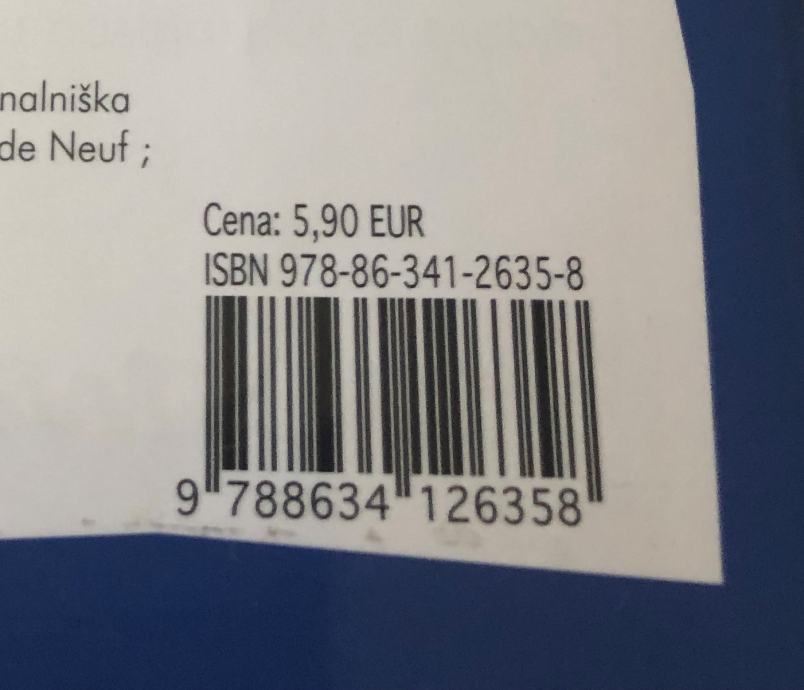 nalniška
de Neuf ;
Cena: 5,90 EUR
ISBN 978-86-341-2635-8
9 788634 126358